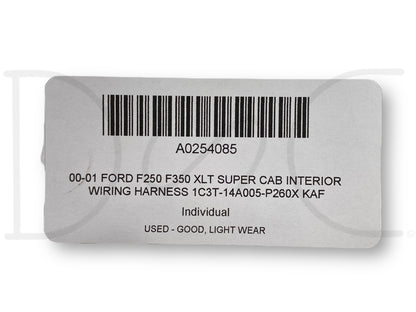 A0254085
00-01 FORD F250 F350 XLT SUPER CAB INTERIOR
WIRING HARNESS 1C3T-14A005-P260X KAF
Individual
USED - GOOD, LIGHT WEAR